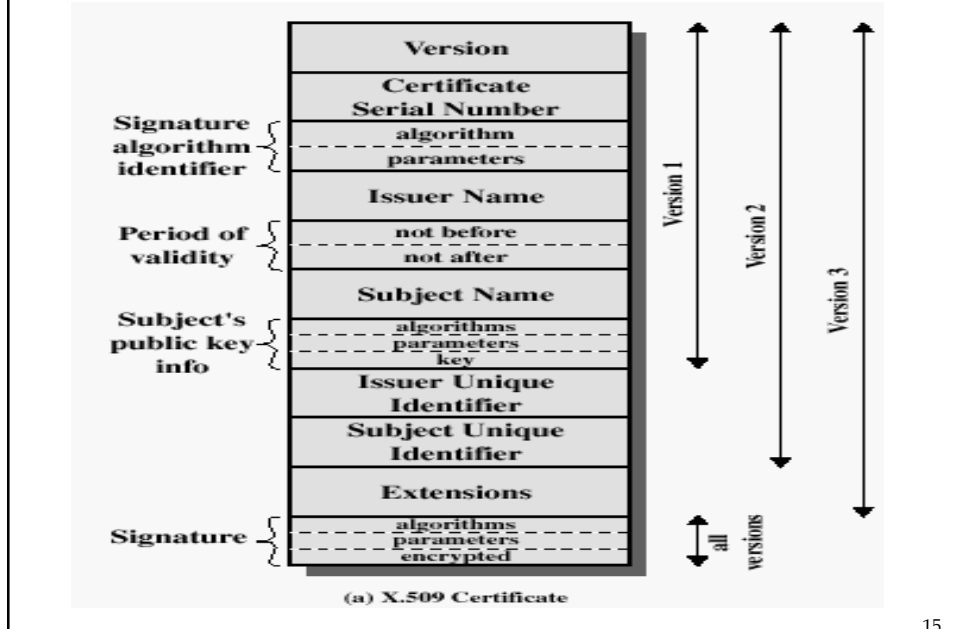 Version
Certificate
Serial Number
Signature
algorithm
identifier
algorithm
parameters
Issuer Name
Period of
validity
not before
not after
Subject Name
Subject's
public key
info
algorithms
parameters
key
Issuer Unique
Identifier
Subject Unique
Identifier
Extensions
Signature
algorithms
parameters
encrypted
Version 1
Version 2
Version 3
all
versions
(a) X.509 Certificate
15